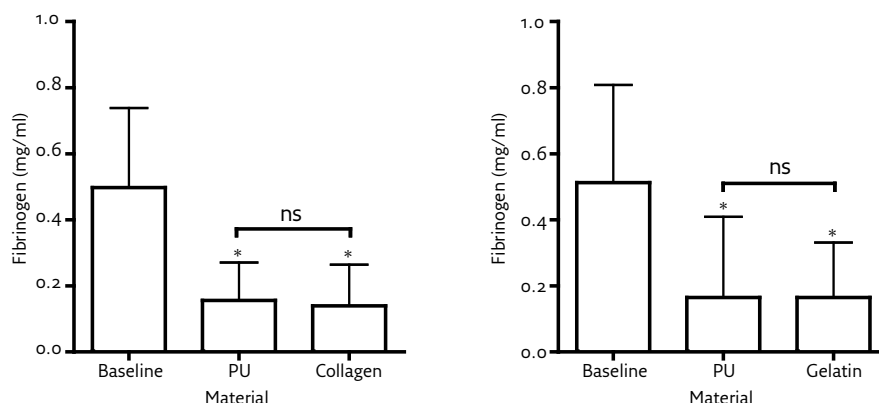 1.0
0.8
0.6
0.4
0.2
0.0
Fibrinogen (mg/ml)
ns
*
*
Baseline PU Collagen
Material
1.0
0.8
0.6
0.4
0.2
0.0
Fibrinogen (mg/ml)
ns
*
*
Baseline PU Gelatin
Material